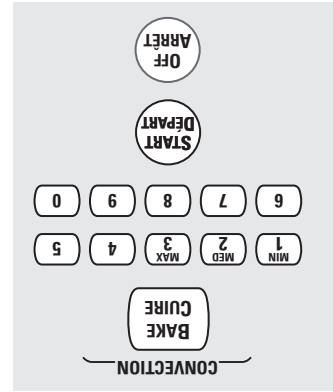 CONVECTION
BAKE
CUIRE
MIN MED MAX
1 2 3 4 5
6 7 8 9 0
START
DÉPART
OFF
ARRÊT